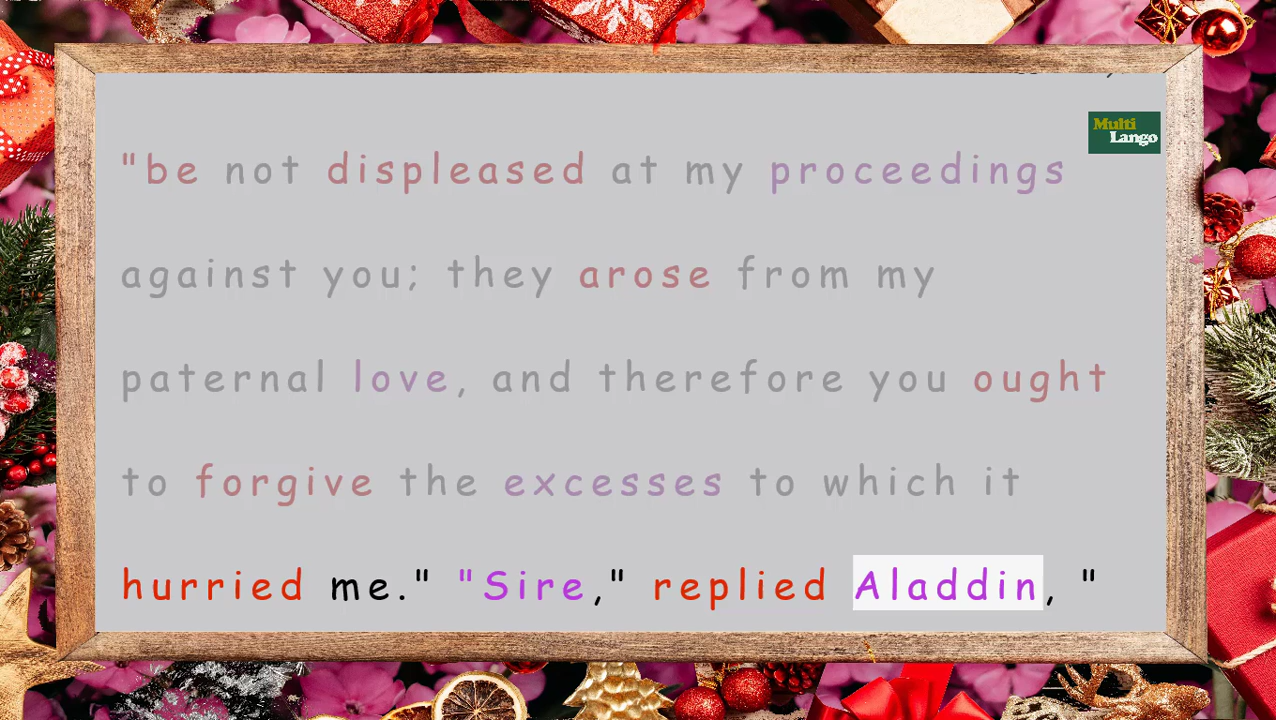 Multi
Lango
"be not displeased at my proceedings
against you; they arose from my
paternal love, and therefore you ought
to forgive the excesses to which it
hurried me." "Sire," replied Aladdin, "